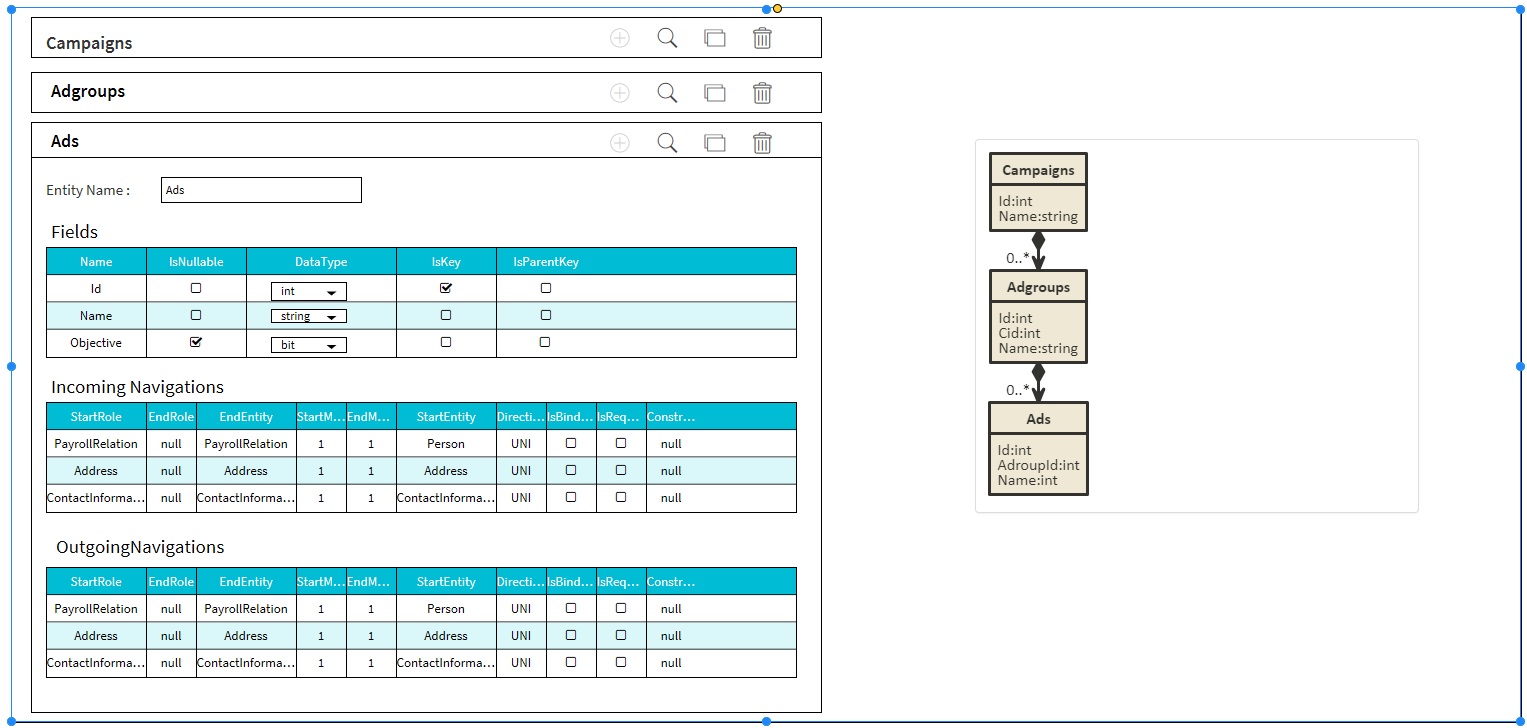 Campaigns
Adgroups
Ads
Entity Name : Ads
Fields
Name IsNullable DataType IsKey IsParentKey
Id int
Name string
Objective bit
Incoming Navigations
StartRole EndRole EndEntity StartM... EndM... StartEntity Directi... IsBind... IsReq... Constr...
PayrollRelation null PayrollRelation 1 1 Person UNI null
Address null Address 1 1 Address UNI null
ContactInforma... null ContactInforma... 1 1 ContactInforma... UNI null
OutgoingNavigations
StartRole EndRole EndEntity StartM... EndM... StartEntity Directi... IsBind... IsReq... Constr...
PayrollRelation null PayrollRelation 1 1 Person UNI null
Address null Address 1 1 Address UNI null
ContactInforma... null ContactInforma... 1 1 ContactInforma... UNI null
Campaigns
Id:int
Name:string
0..*
Adgroups
Id:int
Cid:int
Name:string
0..*
Ads
Id:int
AdroupId:int
Name:int